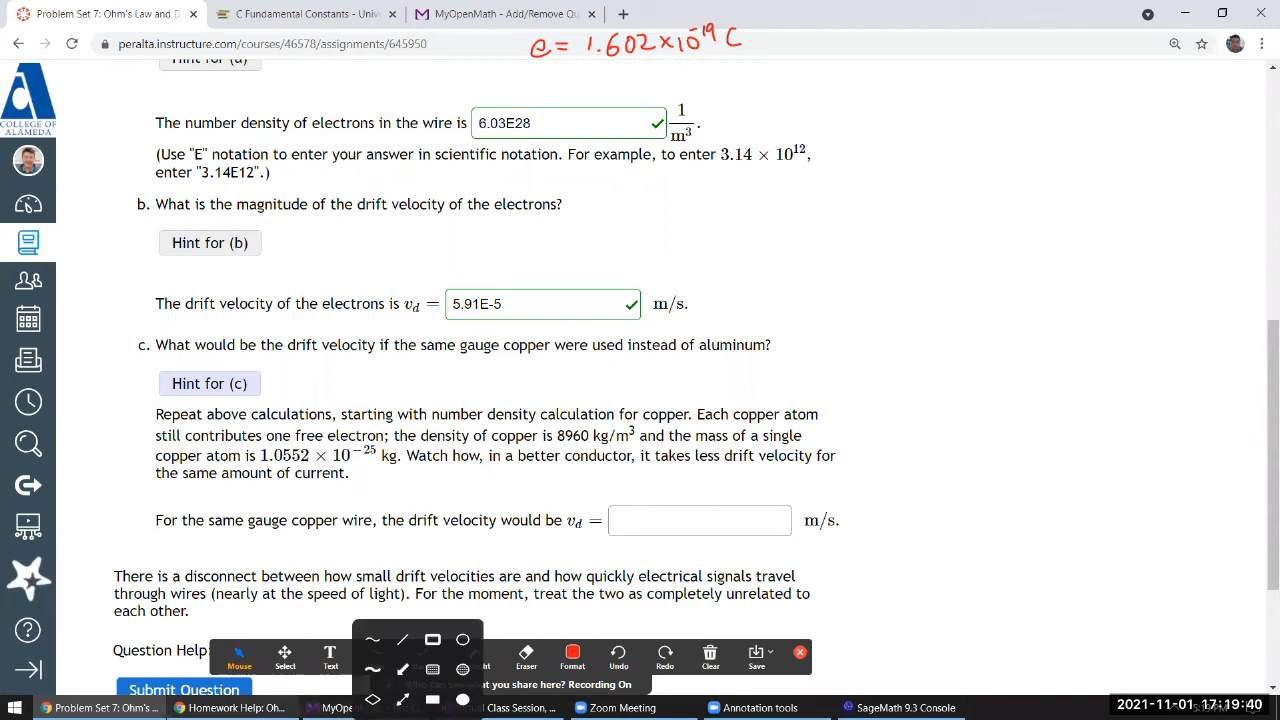 Problem Set 7: Ohm's Law and D
C Fundamental Constants - Univ
MyOpenMath - Add/Remove Qu
peralta.instructure.com/courses/46578/assignments/645950
e = 1.602×10⁻¹⁹ C
Hint for (a)
COLLEGE OF
ALAMEDA
The number density of electrons in the wire is 6.03E28 1/m³.
(Use "E" notation to enter your answer in scientific notation. For example, to enter 3.14 × 10¹²,
enter "3.14E12".)
b. What is the magnitude of the drift velocity of the electrons?
Hint for (b)
The drift velocity of the electrons is v_d = 5.91E-5 m/s.
c. What would be the drift velocity if the same gauge copper were used instead of aluminum?
Hint for (c)
Repeat above calculations, starting with number density calculation for copper. Each copper atom
still contributes one free electron; the density of copper is 8960 kg/m³ and the mass of a single
copper atom is 1.0552 × 10⁻²⁵ kg. Watch how, in a better conductor, it takes less drift velocity for
the same amount of current.
For the same gauge copper wire, the drift velocity would be v_d = m/s.
There is a disconnect between how small drift velocities are and how quickly electrical signals travel
through wires (nearly at the speed of light). For the moment, treat the two as completely unrelated to
each other.
Question Help:
Mouse Select Text Eraser Format Undo Redo Clear Save
what you share here? Recording On
Submit Question
Problem Set 7: Ohm's ...
Homework Help: Oh...
Class Session, ...
Zoom Meeting
Annotation tools
SageMath 9.3 Console
2021-11-01 17:19:40